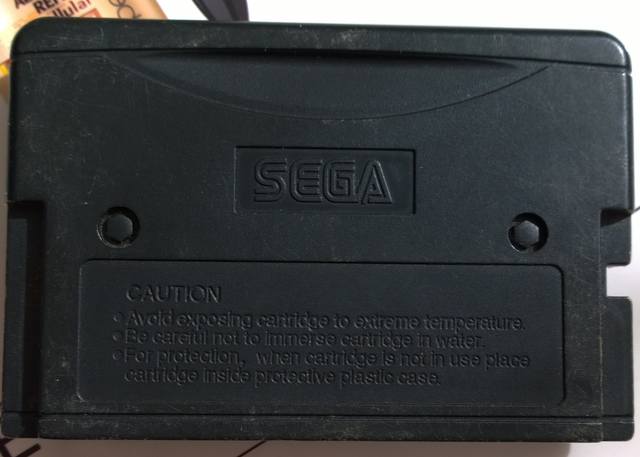 SEGA
CAUTION
Avoid exposing cartridge to extreme temperature.
Be careful not to immerse cartridge in water.
For protection, when cartridge is not in use place
cartridge inside protective plastic case.